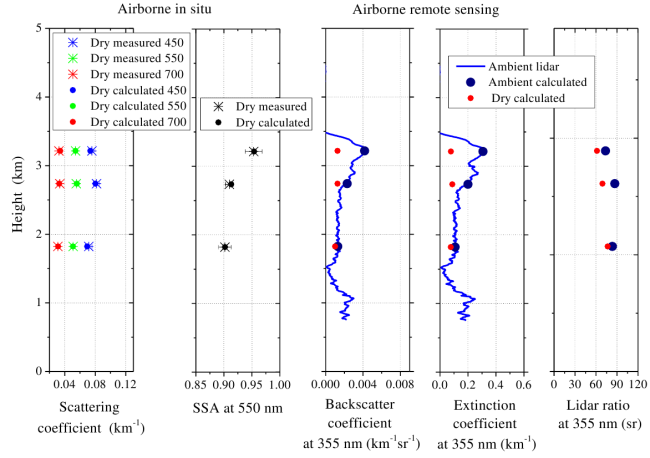 Airborne in situ
Airborne remote sensing
Dry measured 450
Dry measured 550
Dry measured 700
Dry calculated 450
Dry calculated 550
Dry calculated 700
Dry measured
Dry calculated
Ambient lidar
Ambient calculated
Dry calculated
Height (km)
5
4
3
2
1
0
0.04 0.08 0.12
0.85 0.90 0.95 1.00
0.000 0.004 0.008
0.0 0.2 0.4 0.6
0 30 60 90 120
Scattering
coefficient (km⁻¹)
SSA at 550 nm
Backscatter
coefficient
at 355 nm (km⁻¹sr⁻¹)
Extinction
coefficient
at 355 nm (km⁻¹)
Lidar ratio
at 355 nm (sr)